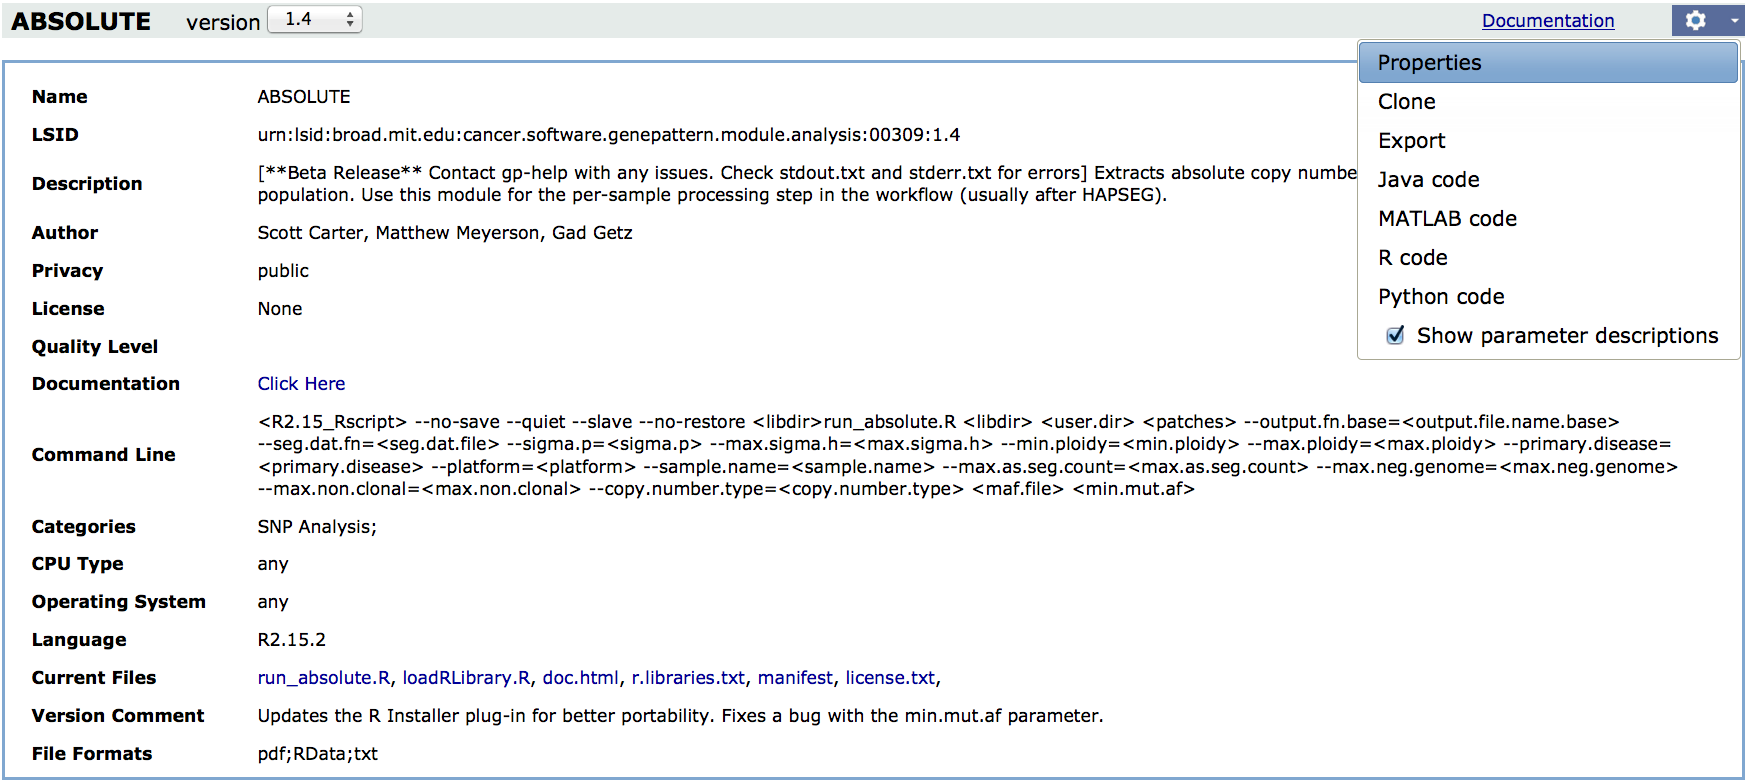 ABSOLUTE version 1.4 Documentation
Properties
Clone
Export
Java code
MATLAB code
R code
Python code
Show parameter descriptions
Name ABSOLUTE
LSID urn:lsid:broad.mit.edu:cancer.software.genepattern.module.analysis:00309:1.4
Description [**Beta Release** Contact gp-help with any issues. Check stdout.txt and stderr.txt for errors] Extracts absolute copy numbe
population. Use this module for the per-sample processing step in the workflow (usually after HAPSEG).
Author Scott Carter, Matthew Meyerson, Gad Getz
Privacy public
License None
Quality Level
Documentation Click Here
Command Line <R2.15_Rscript> --no-save --quiet --slave --no-restore <libdir>run_absolute.R <libdir> <user.dir> <patches> --output.fn.base=<output.file.name.base>
--seg.dat.fn=<seg.dat.file> --sigma.p=<sigma.p> --max.sigma.h=<max.sigma.h> --min.ploidy=<min.ploidy> --max.ploidy=<max.ploidy> --primary.disease=
<primary.disease> --platform=<platform> --sample.name=<sample.name> --max.as.seg.count=<max.as.seg.count> --max.neg.genome=<max.neg.genome>
--max.non.clonal=<max.non.clonal> --copy.number.type=<copy.number.type> <maf.file> <min.mut.af>
Categories SNP Analysis;
CPU Type any
Operating System any
Language R2.15.2
Current Files run_absolute.R, loadRLibrary.R, doc.html, r.libraries.txt, manifest, license.txt,
Version Comment Updates the R Installer plug-in for better portability. Fixes a bug with the min.mut.af parameter.
File Formats pdf;RData;txt